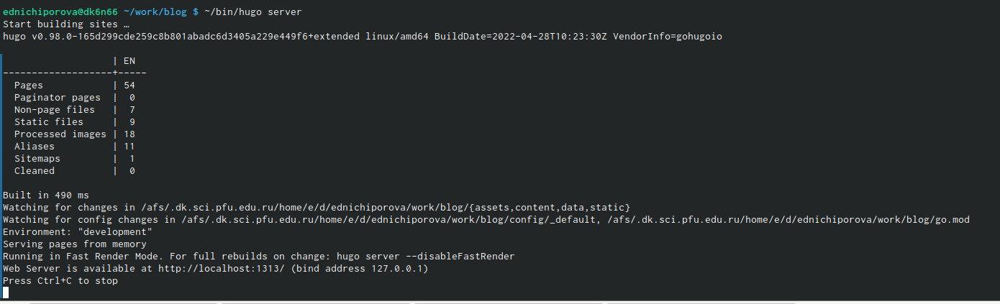 ednichiporova@dk6n66 ~/work/blog $ ~/bin/hugo server
Start building sites …
hugo v0.98.0-165d299cde259c8b801abadc6d3405a229e449f6+extended linux/amd64 BuildDate=2022-04-28T10:23:30Z VendorInfo=gohugoio
                   | EN
-------------------+-----
  Pages            | 54
  Paginator pages  |  0
  Non-page files   |  7
  Static files     |  9
  Processed images | 18
  Aliases          | 11
  Sitemaps         |  1
  Cleaned          |  0
Built in 490 ms
Watching for changes in /afs/.dk.sci.pfu.edu.ru/home/e/d/ednichiporova/work/blog/{assets,content,data,static}
Watching for config changes in /afs/.dk.sci.pfu.edu.ru/home/e/d/ednichiporova/work/blog/config/_default, /afs/.dk.sci.pfu.edu.ru/home/e/d/ednichiporova/work/blog/go.mod
Environment: "development"
Serving pages from memory
Running in Fast Render Mode. For full rebuilds on change: hugo server --disableFastRender
Web Server is available at http://localhost:1313/ (bind address 127.0.0.1)
Press Ctrl+C to stop